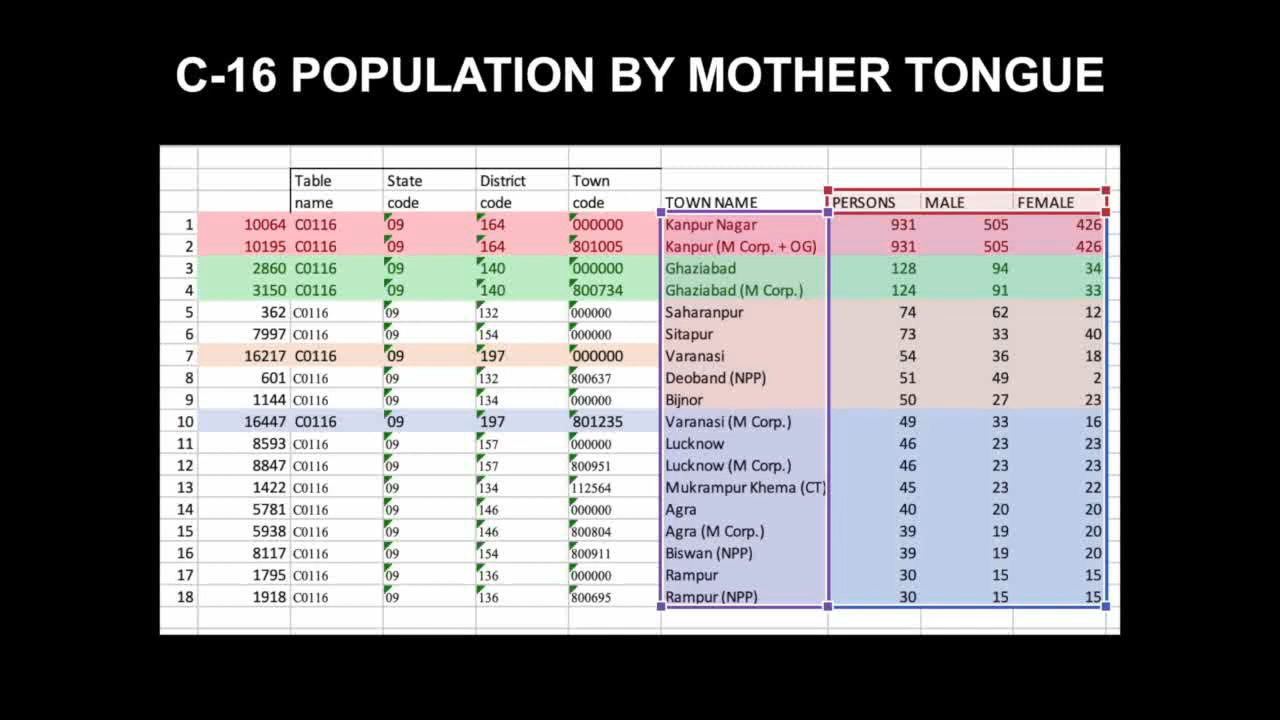 C-16 POPULATION BY MOTHER TONGUE
Table State District Town
name code code code TOWN NAME PERSONS MALE FEMALE
1 10064 C0116 09 164 000000 Kanpur Nagar 931 505 426
2 10195 C0116 09 164 801005 Kanpur (M Corp. + OG) 931 505 426
3 2860 C0116 09 140 000000 Ghaziabad 128 94 34
4 3150 C0116 09 140 800734 Ghaziabad (M Corp.) 124 91 33
5 362 C0116 09 132 000000 Saharanpur 74 62 12
6 7997 C0116 09 154 000000 Sitapur 73 33 40
7 16217 C0116 09 197 000000 Varanasi 54 36 18
8 601 C0116 09 132 800637 Deoband (NPP) 51 49 2
9 1144 C0116 09 134 000000 Bijnor 50 27 23
10 16447 C0116 09 197 801235 Varanasi (M Corp.) 49 33 16
11 8593 C0116 09 157 000000 Lucknow 46 23 23
12 8847 C0116 09 157 800951 Lucknow (M Corp.) 46 23 23
13 1422 C0116 09 134 112564 Mukrampur Khema (CT) 45 23 22
14 5781 C0116 09 146 000000 Agra 40 20 20
15 5938 C0116 09 146 800804 Agra (M Corp.) 39 19 20
16 8117 C0116 09 154 800911 Biswan (NPP) 39 19 20
17 1795 C0116 09 136 000000 Rampur 30 15 15
18 1918 C0116 09 136 800695 Rampur (NPP) 30 15 15